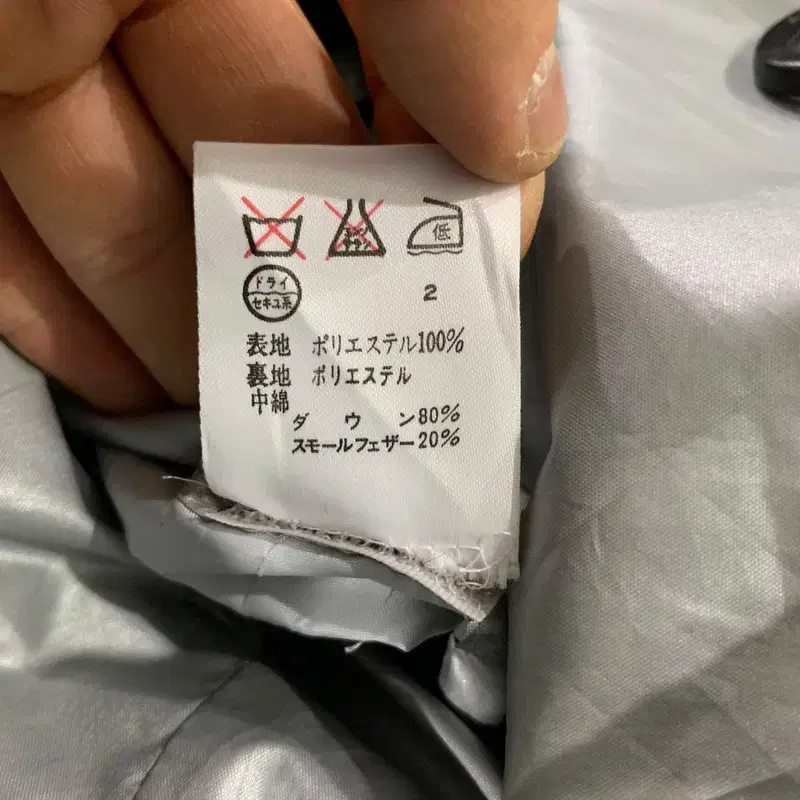 低
ドライ
セキユ系
2
表地 ポリエステル100%
裏地 ポリエステル
中綿
ダウン80%
スモールフェザー20%